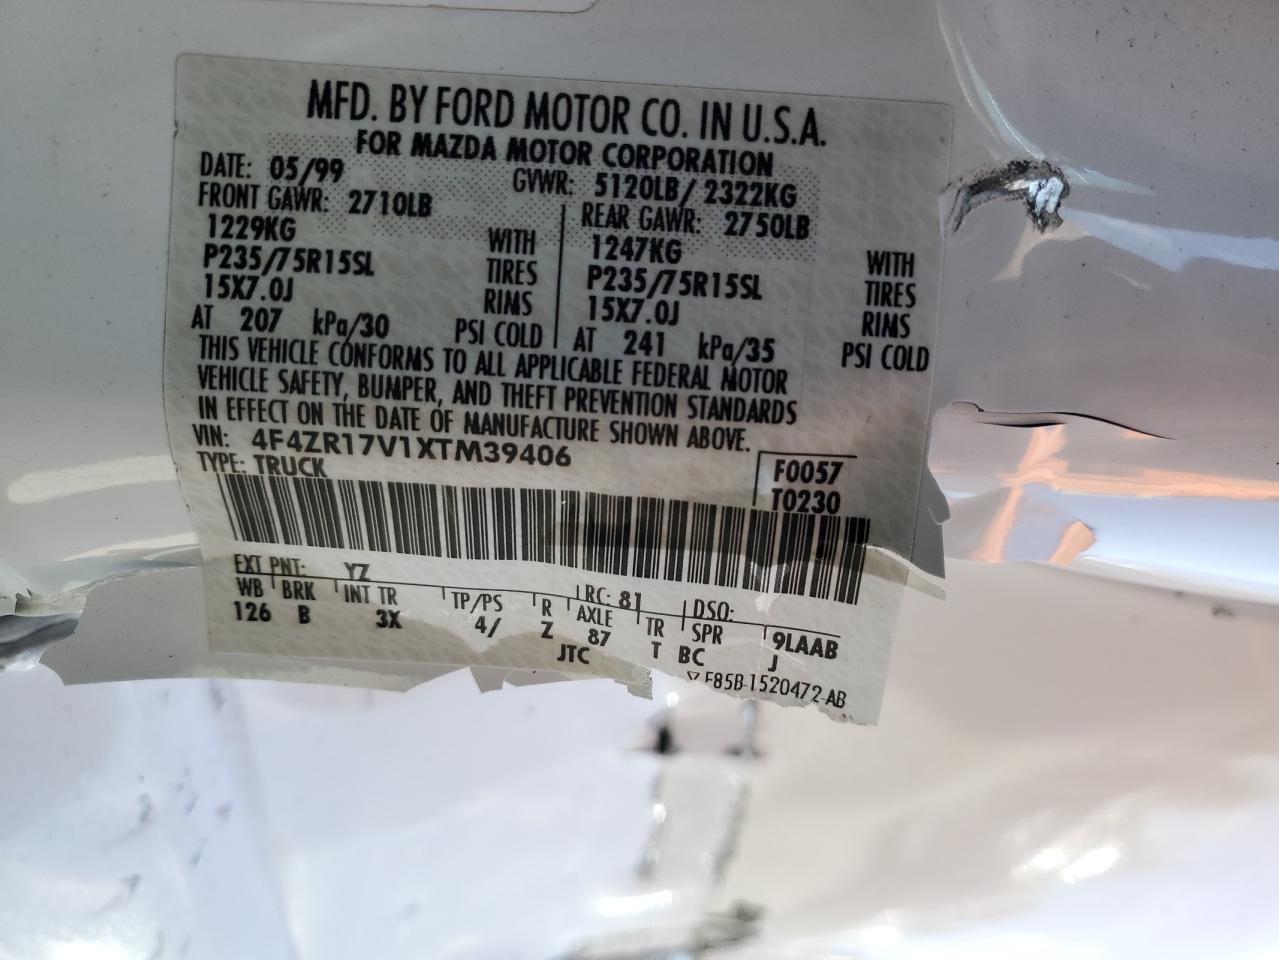 MFD. BY FORD MOTOR CO. IN U.S.A.
FOR MAZDA MOTOR CORPORATION
DATE: 05/99 GVWR: 5120LB/ 2322KG
FRONT GAWR: 2710LB REAR GAWR: 2750LB
1229KG WITH 1247KG WITH
P235/75R15SL TIRES P235/75R15SL TIRES
15X7.0J RIMS 15X7.0J RIMS
AT 207 kPa/30 PSI COLD AT 241 kPa/35 PSI COLD
THIS VEHICLE CONFORMS TO ALL APPLICABLE FEDERAL MOTOR
VEHICLE SAFETY, BUMPER, AND THEFT PREVENTION STANDARDS
IN EFFECT ON THE DATE OF MANUFACTURE SHOWN ABOVE.
VIN: 4F4ZR17V1XTM39406 F0057
TYPE: TRUCK T0230
EXT PNT: YZ RC: 81 DSO:
WB BRK INT TR TP/PS R AXLE TR SPR 9LAAB
126 B 3X 4/ Z 87 T BC J
JTC
F85B-1520472-AB